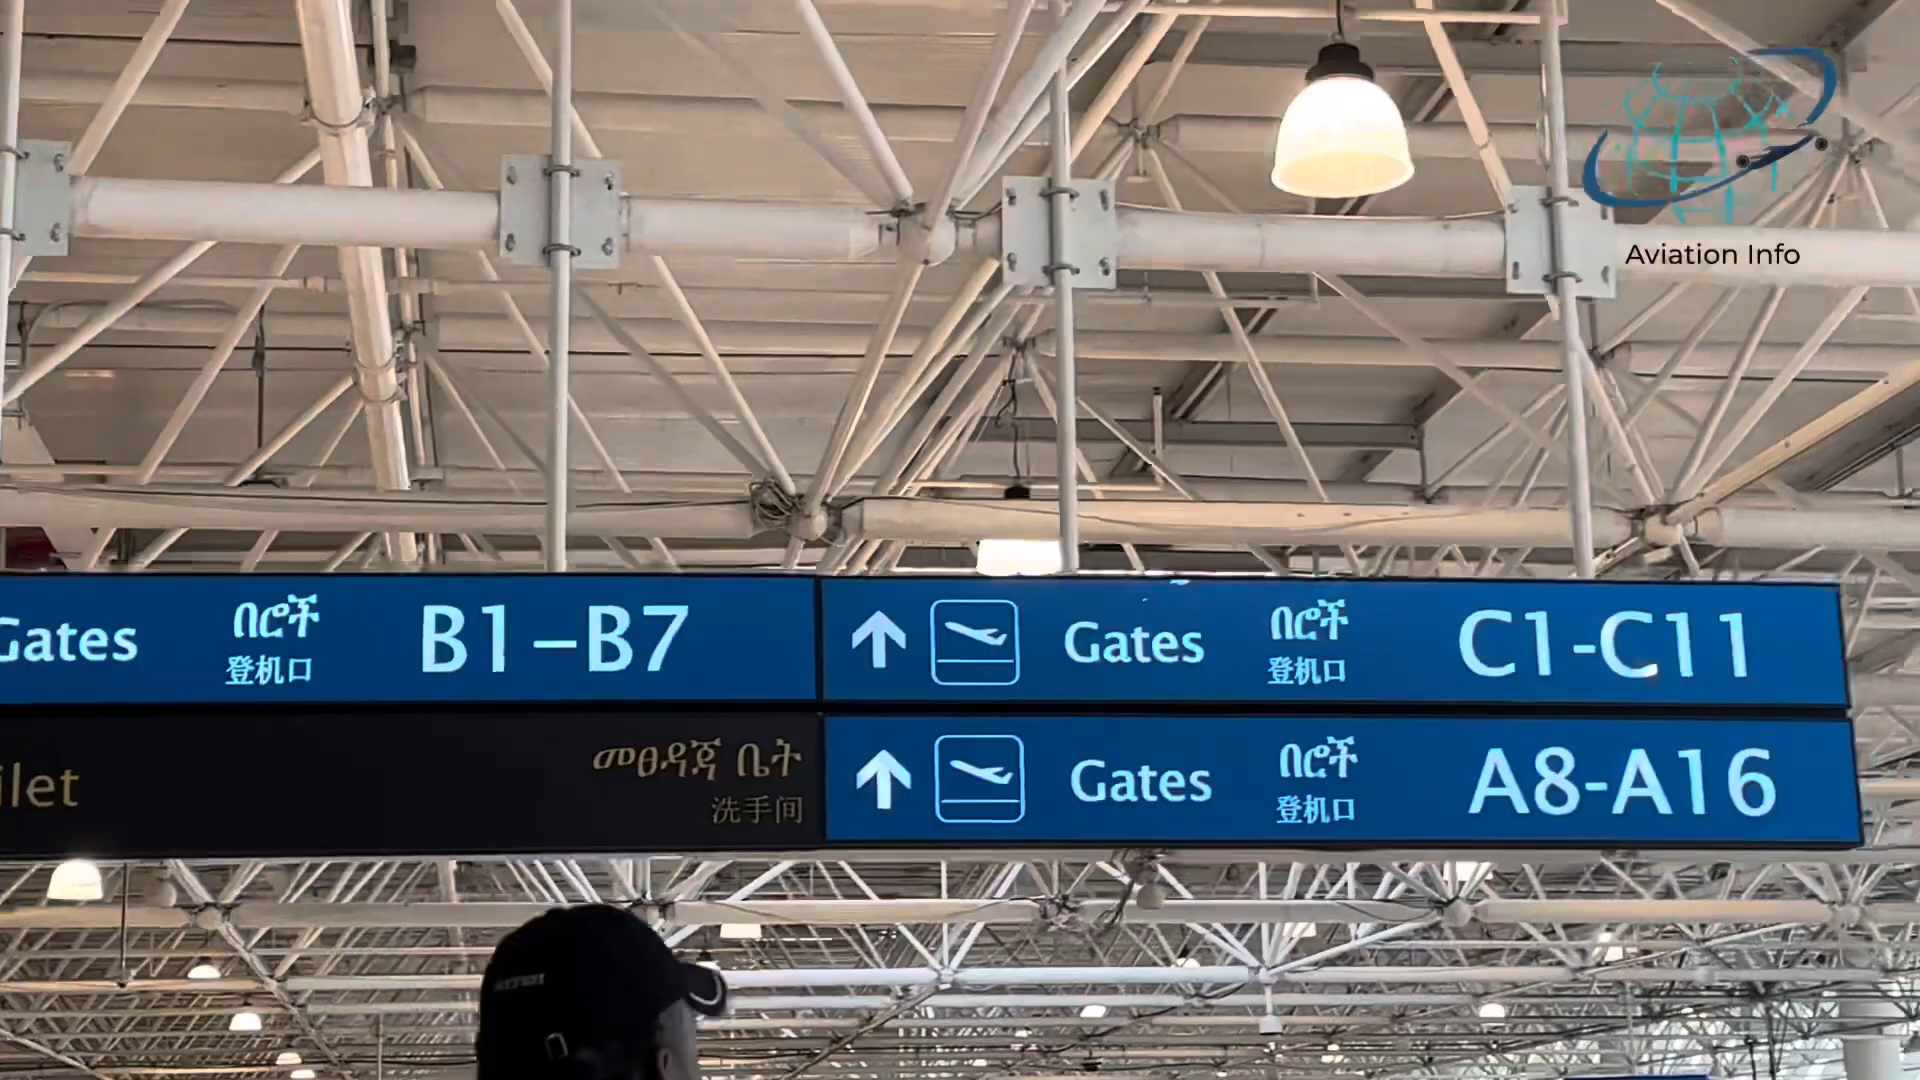 Aviation Info
Gates በሮች B1–B7
登机口
Gates በሮች C1-C11
登机口
መፀዳጃ ቤት
洗手间
Gates በሮች A8-A16
登机口